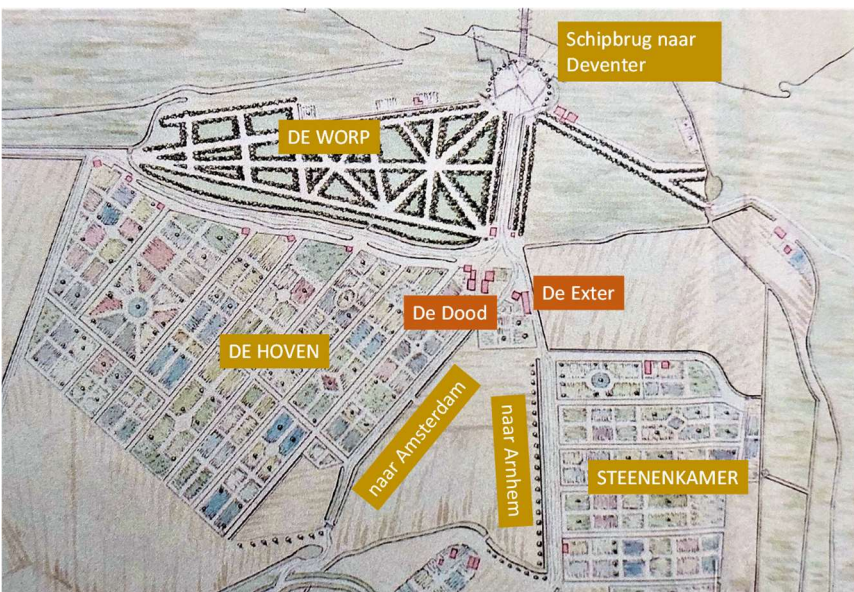 Schipbrug naar
Deventer
DE WORP
De Exter
De Dood
DE HOVEN
naar Amsterdam
naar Arnhem
STEENENKAMER